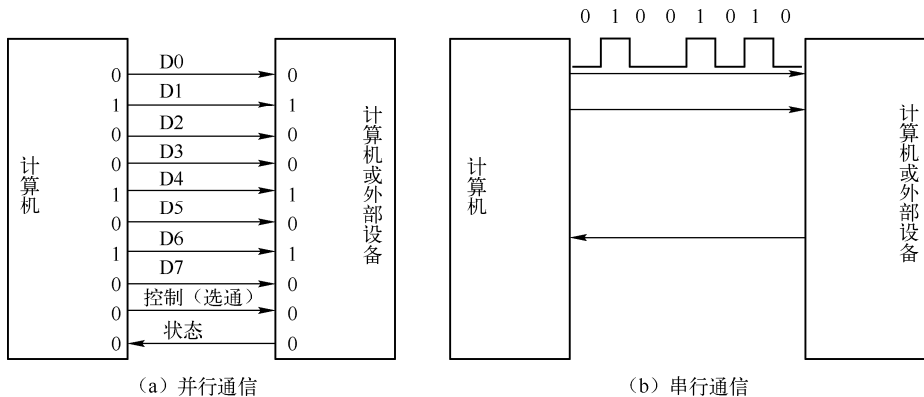 0 1 0 0 1 0 1 0
计算机
0 D0 0
1 D1 1
0 D2 0
0 D3 0
1 D4 1
0 D5 0
1 D6 1
0 D7 0
0 控制（选通） 0
0 状态 0
计算机或外部设备
计算机
计算机或外部设备
（a）并行通信
（b）串行通信